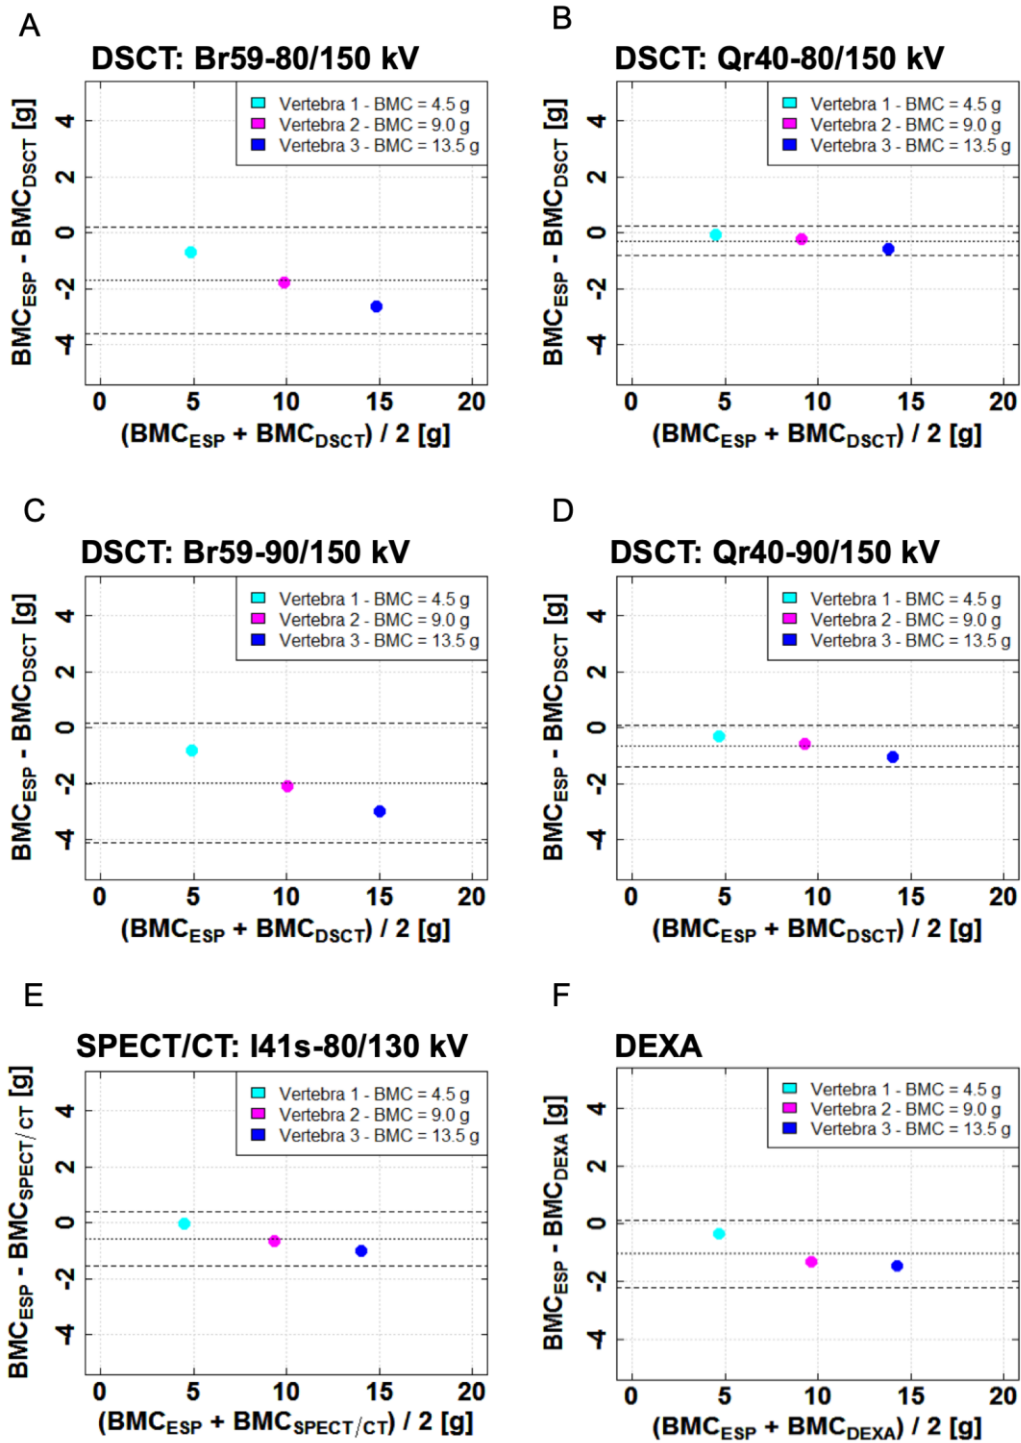 A
DSCT: Br59-80/150 kV
Vertebra 1 - BMC = 4.5 g
Vertebra 2 - BMC = 9.0 g
Vertebra 3 - BMC = 13.5 g
4
2
0
-2
-4
BMCESP - BMCDSCT [g]
0 5 10 15 20
(BMCESP + BMCDSCT) / 2 [g]
B
DSCT: Qr40-80/150 kV
Vertebra 1 - BMC = 4.5 g
Vertebra 2 - BMC = 9.0 g
Vertebra 3 - BMC = 13.5 g
4
2
0
-2
-4
BMCESP - BMCDSCT [g]
0 5 10 15 20
(BMCESP + BMCDSCT) / 2 [g]
C
DSCT: Br59-90/150 kV
Vertebra 1 - BMC = 4.5 g
Vertebra 2 - BMC = 9.0 g
Vertebra 3 - BMC = 13.5 g
4
2
0
-2
-4
BMCESP - BMCDSCT [g]
0 5 10 15 20
(BMCESP + BMCDSCT) / 2 [g]
D
DSCT: Qr40-90/150 kV
Vertebra 1 - BMC = 4.5 g
Vertebra 2 - BMC = 9.0 g
Vertebra 3 - BMC = 13.5 g
4
2
0
-2
-4
BMCESP - BMCDSCT [g]
0 5 10 15 20
(BMCESP + BMCDSCT) / 2 [g]
E
SPECT/CT: I41s-80/130 kV
Vertebra 1 - BMC = 4.5 g
Vertebra 2 - BMC = 9.0 g
Vertebra 3 - BMC = 13.5 g
4
2
0
-2
-4
BMCESP - BMCSPECT/CT [g]
0 5 10 15 20
(BMCESP + BMCSPECT/CT) / 2 [g]
F
DEXA
Vertebra 1 - BMC = 4.5 g
Vertebra 2 - BMC = 9.0 g
Vertebra 3 - BMC = 13.5 g
4
2
0
-2
-4
BMCESP - BMCDEXA [g]
0 5 10 15 20
(BMCESP + BMCDEXA) / 2 [g]